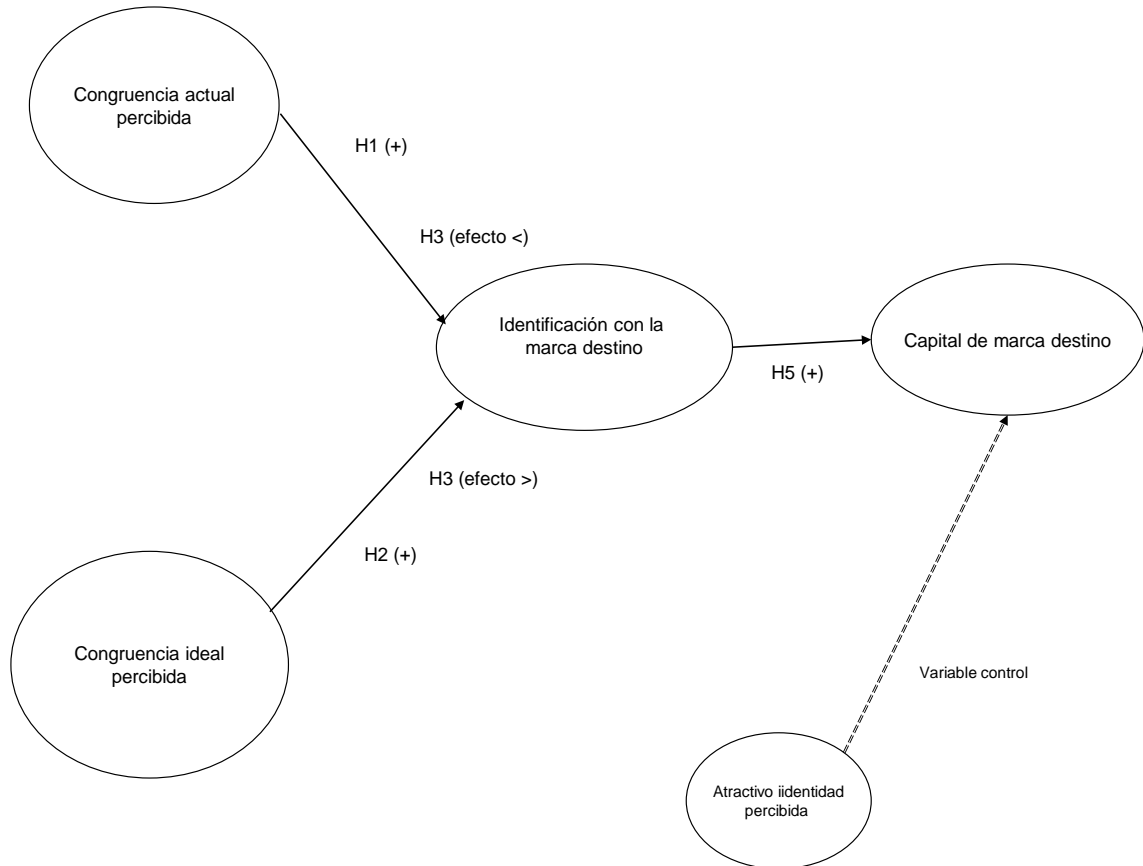 Congruencia actual
percibida
H1 (+)
H3 (efecto <)
Identificación con la
marca destino
Capital de marca destino
H5 (+)
H3 (efecto >)
H2 (+)
Congruencia ideal
percibida
Variable control
Atractivo iidentidad
percibida